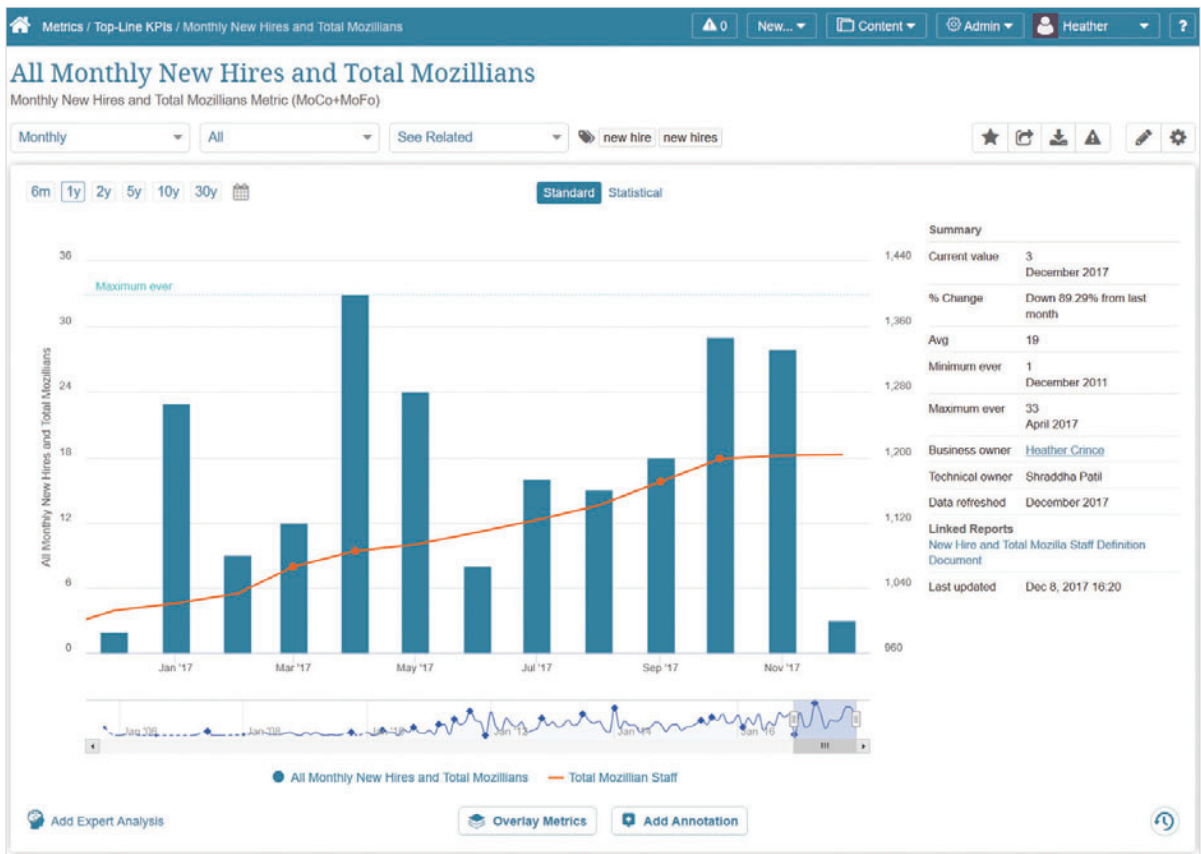 Metrics / Top-Line KPIs / Monthly New Hires and Total Mozillians
0
New...
Content
Admin
Heather
?
All Monthly New Hires and Total Mozillians
Monthly New Hires and Total Mozillians Metric (MoCo+MoFo)
Monthly
All
See Related
new hire
new hires
6m 1y 2y 5y 10y 30y
Standard Statistical
All Monthly New Hires and Total Mozillians
36
30
24
18
12
6
0
Maximum ever
1,440
1,360
1,280
1,200
1,120
1,040
960
Jan '17
Mar '17
May '17
Jul '17
Sep '17
Nov '17
Jan '08
Jan '12
Jan '14
Jan '16
All Monthly New Hires and Total Mozillians
Total Mozillian Staff
Summary
Current value 3
December 2017
% Change Down 89.29% from last
month
Avg 19
Minimum ever 1
December 2011
Maximum ever 33
April 2017
Business owner Heather Crince
Technical owner Shraddha Patil
Data refreshed December 2017
Linked Reports
New Hire and Total Mozilla Staff Definition
Document
Last updated Dec 8, 2017 16:20
Add Expert Analysis
Overlay Metrics
Add Annotation